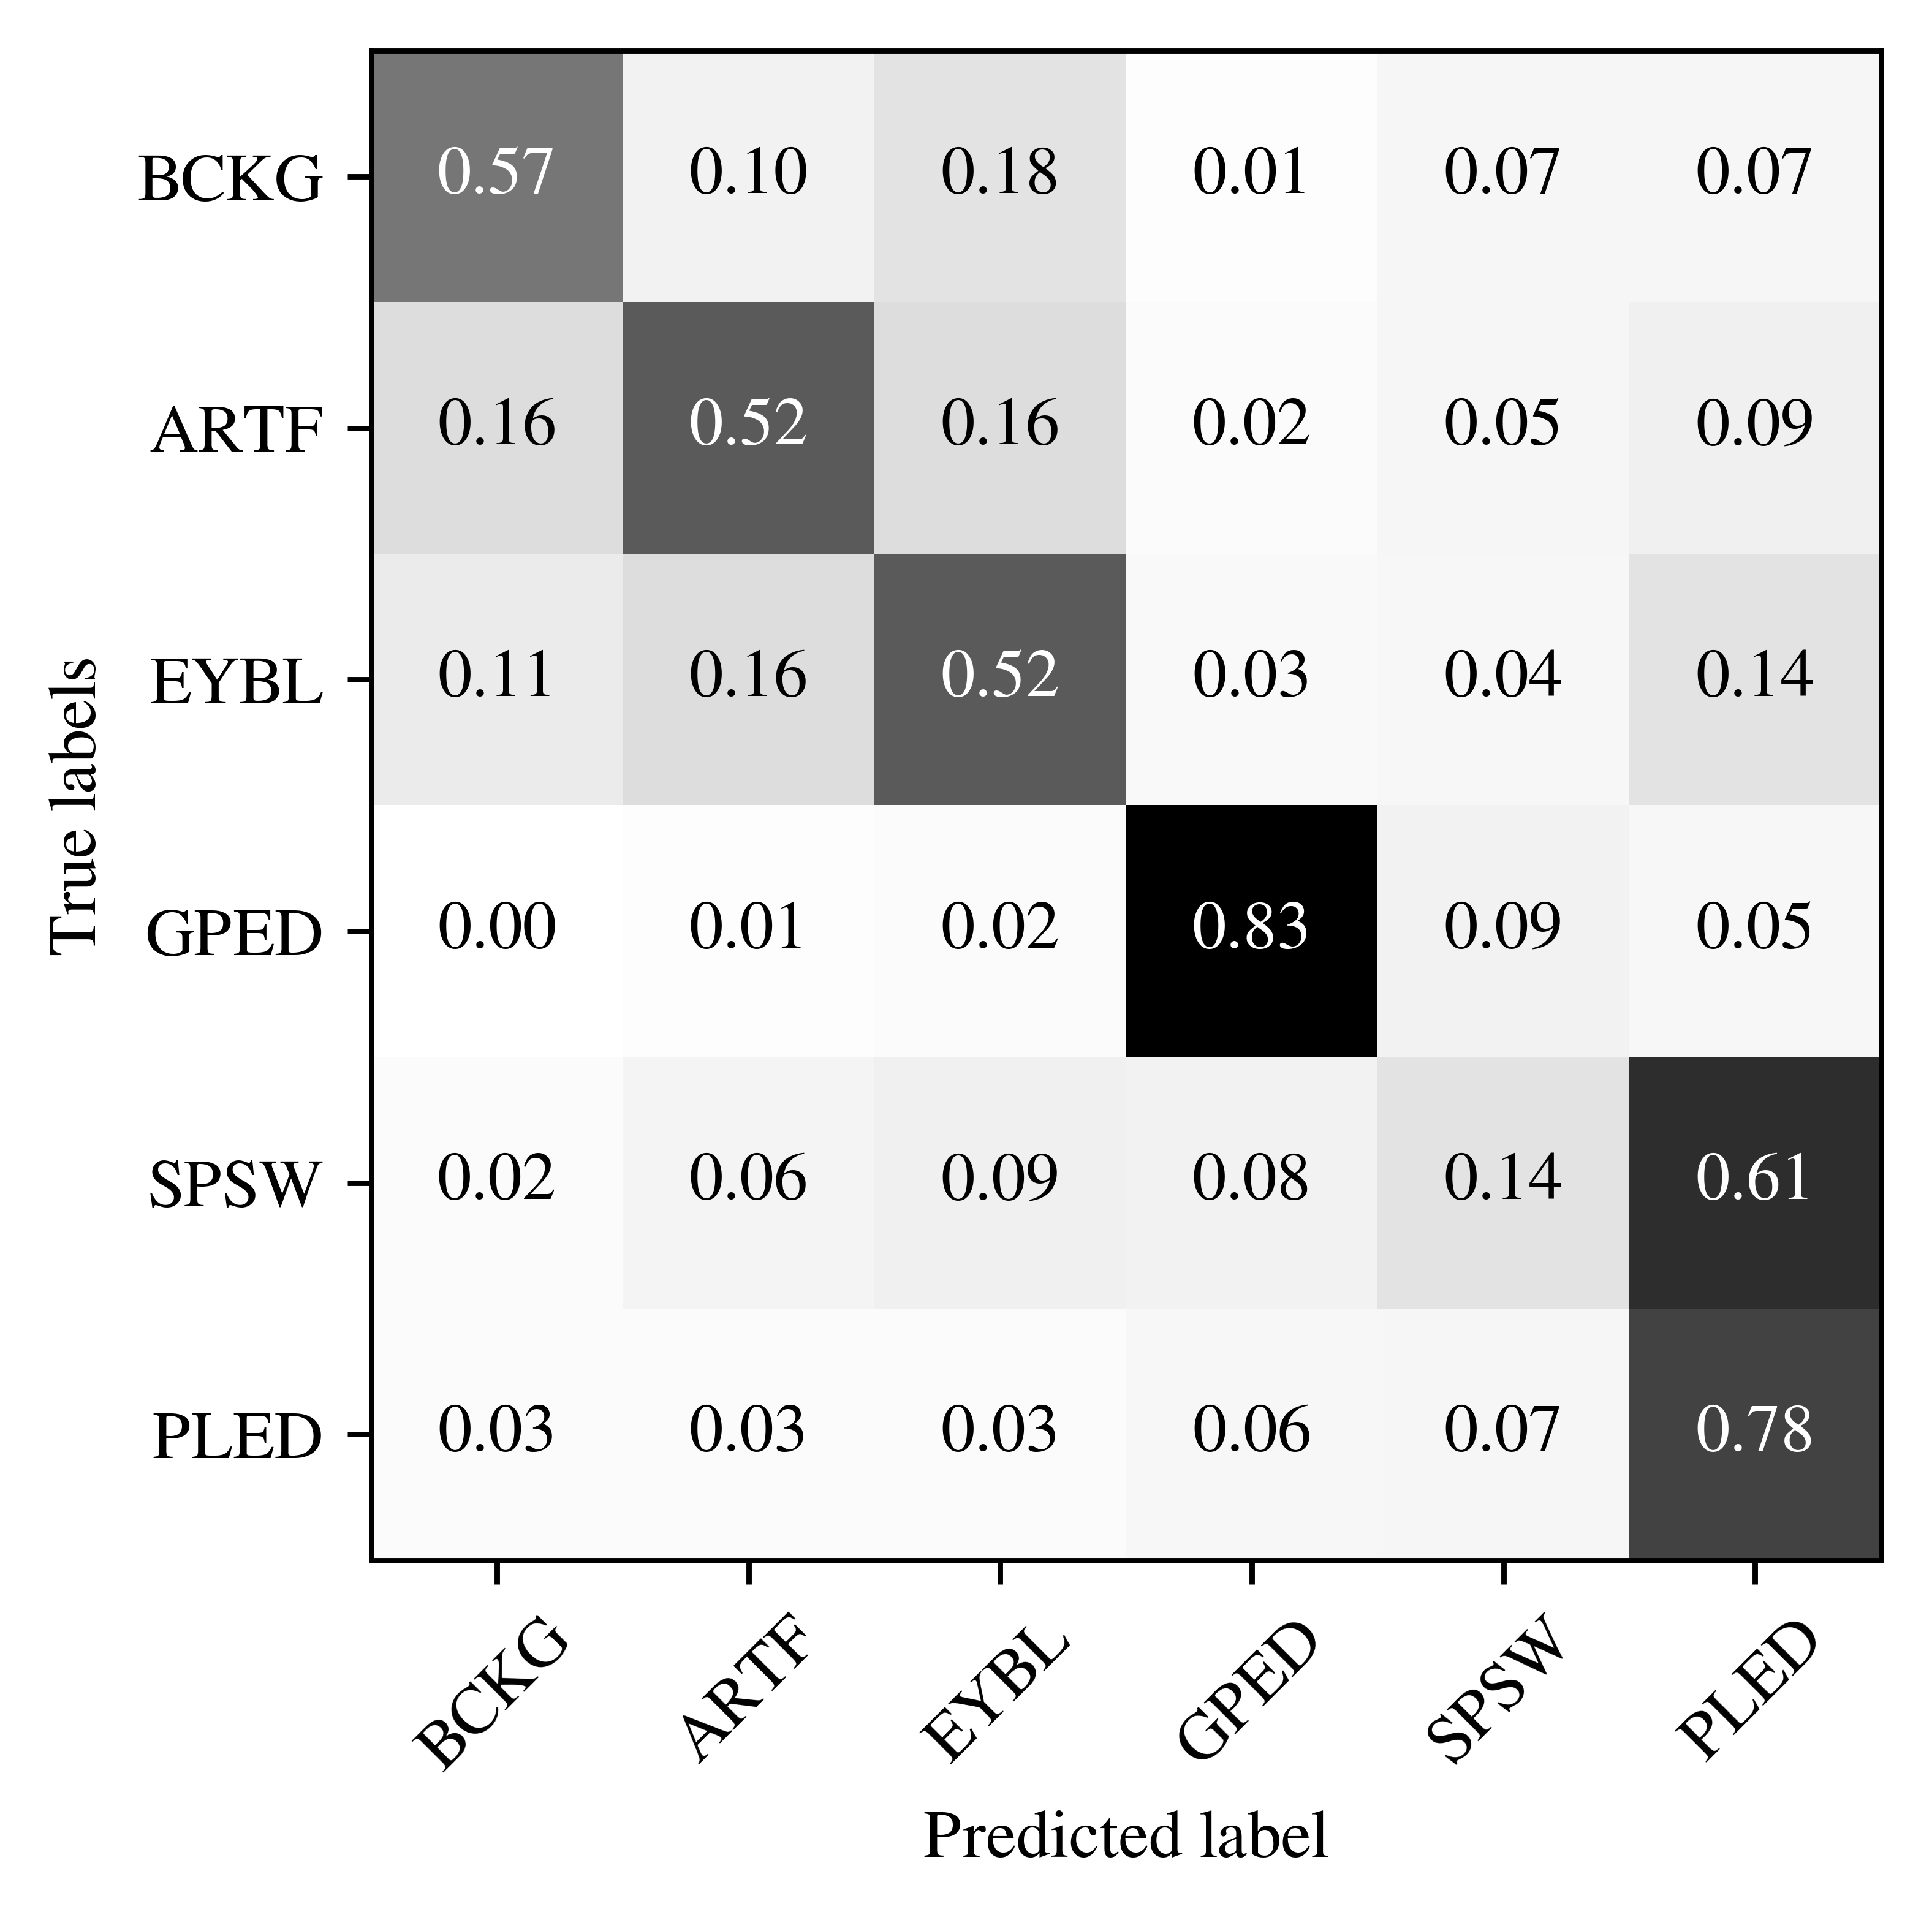 BCKG 0.57 0.10 0.18 0.01 0.07 0.07
ARTF 0.16 0.52 0.16 0.02 0.05 0.09
EYBL 0.11 0.16 0.52 0.03 0.04 0.14
GPED 0.00 0.01 0.02 0.83 0.09 0.05
SPSW 0.02 0.06 0.09 0.08 0.14 0.61
PLED 0.03 0.03 0.03 0.06 0.07 0.78
True labels
BCKG ARTF EYBL GPED SPSW PLED
Predicted label